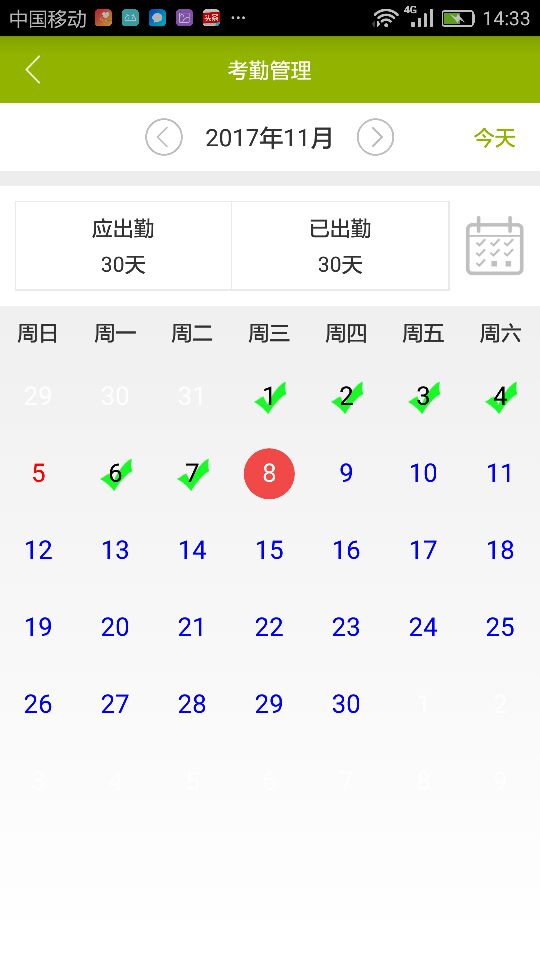 中国移动 头条 ... 4G 14:33
考勤管理
2017年11月 今天
应出勤 已出勤
30天 30天
周日 周一 周二 周三 周四 周五 周六
29 30 31 1 2 3 4
5 6 7 8 9 10 11
12 13 14 15 16 17 18
19 20 21 22 23 24 25
26 27 28 29 30 1 2
3 4 5 6 7 8 9